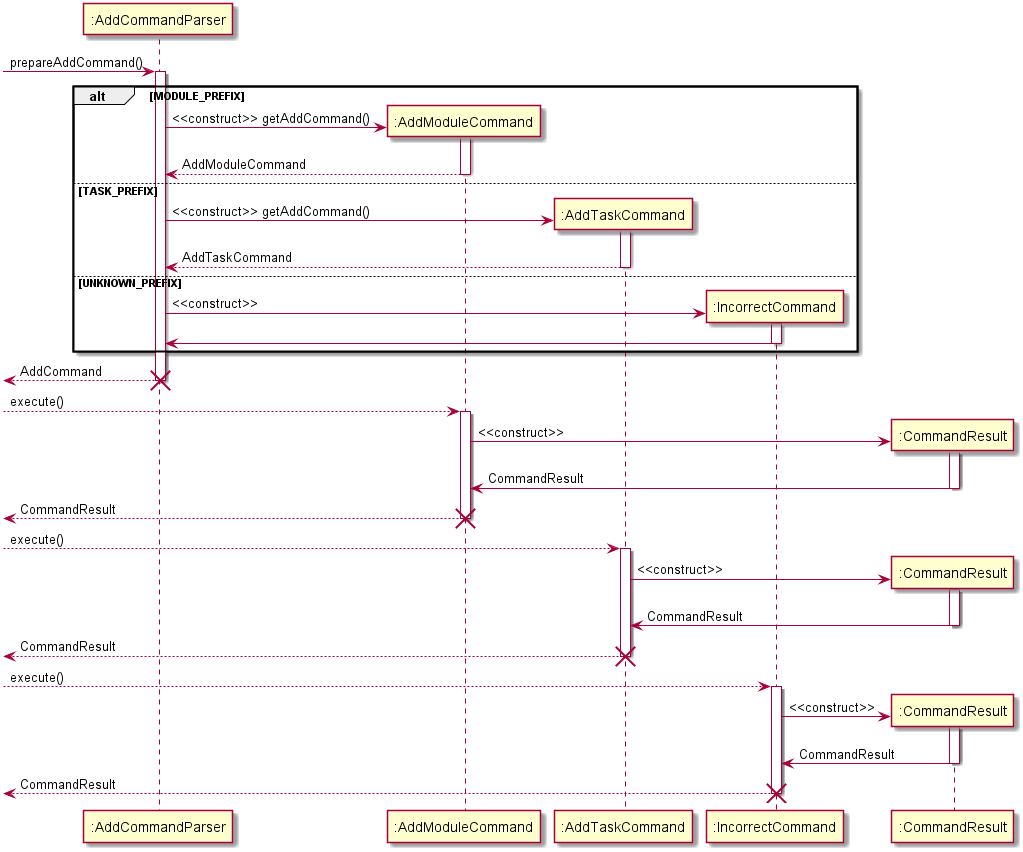 :AddCommandParser
prepareAddCommand()
alt [MODULE_PREFIX]
<<construct>> getAddCommand()
:AddModuleCommand
AddModuleCommand
[TASK_PREFIX]
<<construct>> getAddCommand()
:AddTaskCommand
AddTaskCommand
[UNKNOWN_PREFIX]
<<construct>>
:IncorrectCommand
AddCommand
execute()
<<construct>>
:CommandResult
CommandResult
CommandResult
execute()
<<construct>>
:CommandResult
CommandResult
CommandResult
execute()
<<construct>>
:CommandResult
CommandResult
CommandResult
:AddCommandParser :AddModuleCommand :AddTaskCommand :IncorrectCommand :CommandResult